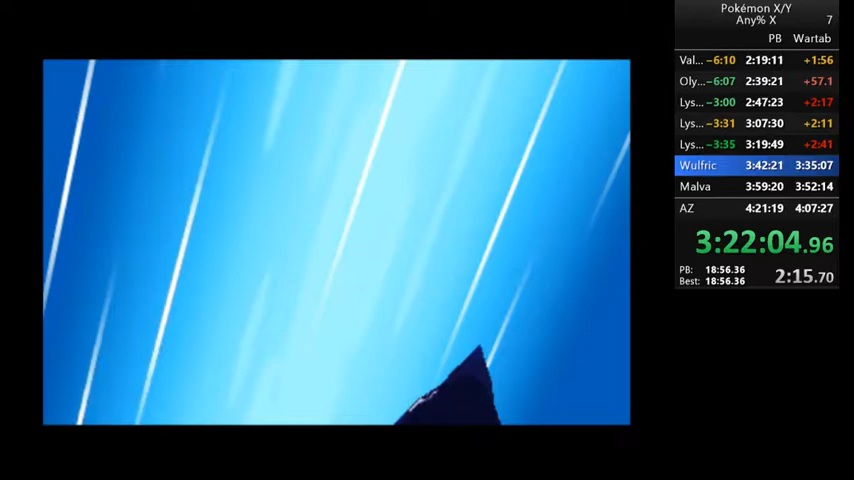 Pokémon X/Y
Any% X 7
PB Wartab
Val... −6:10 2:19:11 +1:56
Oly... −6:07 2:39:21 +57.1
Lys... −3:00 2:47:23 +2:17
Lys... −3:31 3:07:30 +2:11
Lys... −3:35 3:19:49 +2:41
Wulfric 3:42:21 3:35:07
Malva 3:59:20 3:52:14
AZ 4:21:19 4:07:27
3:22:04.96
PB: 18:56.36
Best: 18:56.36
2:15.70